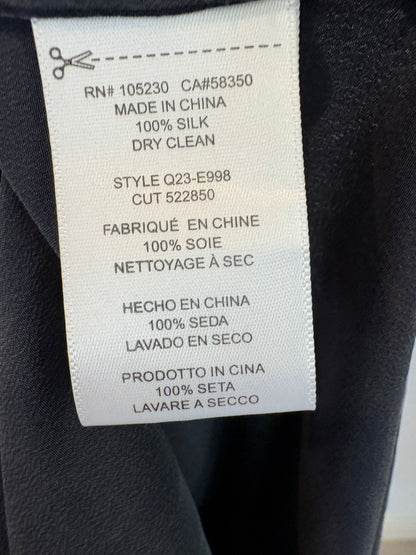 RN# 105230 CA#58350
MADE IN CHINA
100% SILK
DRY CLEAN
STYLE Q23-E998
CUT 522850
FABRIQUÉ EN CHINE
100% SOIE
NETTOYAGE À SEC
HECHO EN CHINA
100% SEDA
LAVADO EN SECO
PRODOTTO IN CINA
100% SETA
LAVARE A SECCO